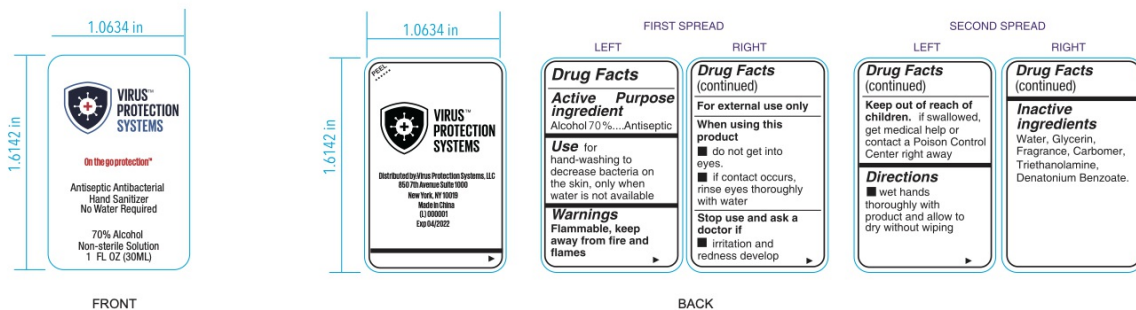 1.0634 in
1.6142 in
VIRUS™
PROTECTION
SYSTEMS
On the go protection™
Antiseptic Antibacterial
Hand Sanitizer
No Water Required
70% Alcohol
Non-sterile Solution
1 FL OZ (30ML)
FRONT
1.0634 in
1.6142 in
PEEL
VIRUS™
PROTECTION
SYSTEMS
Distributed by:Virus Protection Systems, LLC
850 7th Avenue Suite 1000
New York, NY 10019
Made in China
(L) 000001
Exp 04/2022
BACK
FIRST SPREAD
LEFT
Drug Facts
Active Purpose
ingredient
Alcohol 70%....Antiseptic
Use for
hand-washing to
decrease bacteria on
the skin, only when
water is not available
Warnings
Flammable, keep
away from fire and
flames
RIGHT
Drug Facts
(continued)
For external use only
When using this
product
■ do not get into
eyes.
■ if contact occurs,
rinse eyes thoroughly
with water
Stop use and ask a
doctor if
■ irritation and
redness develop
SECOND SPREAD
LEFT
Drug Facts
(continued)
Keep out of reach of
children. if swallowed,
get medical help or
contact a Poison Control
Center right away
Directions
■ wet hands
thoroughly with
product and allow to
dry without wiping
RIGHT
Drug Facts
(continued)
Inactive
ingredients
Water, Glycerin,
Fragrance, Carbomer,
Triethanolamine,
Denatonium Benzoate.